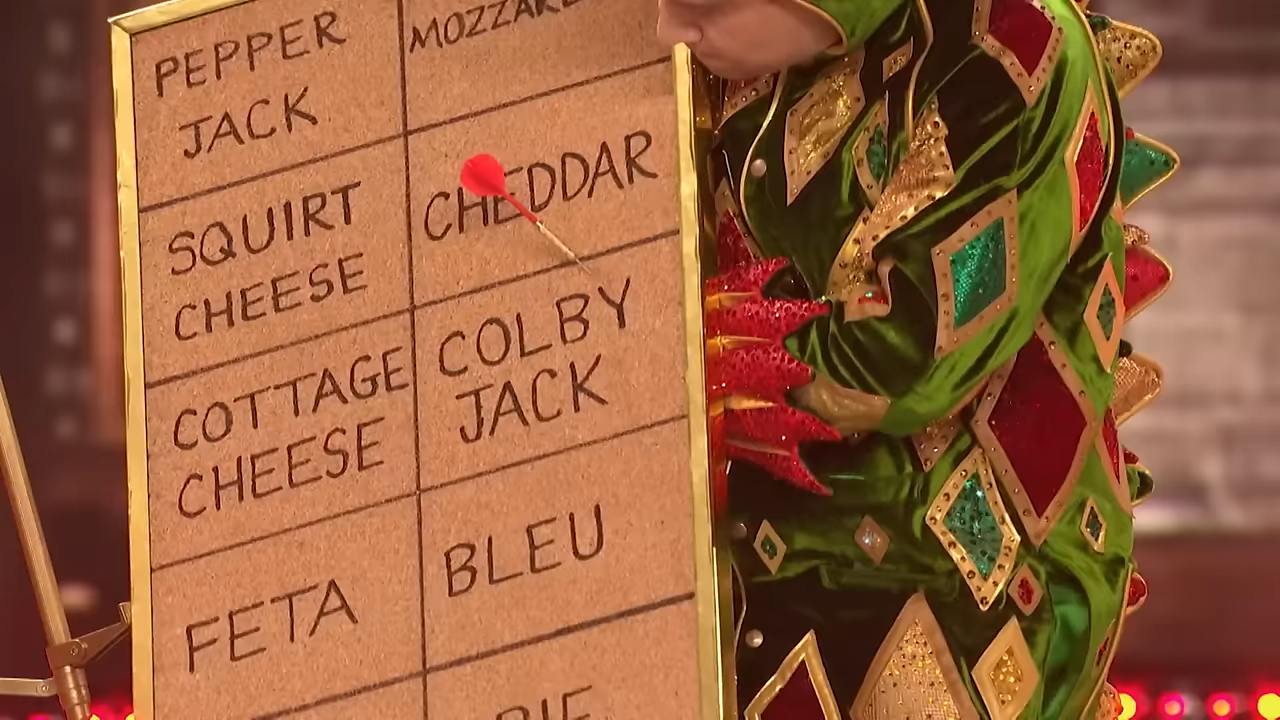 PEPPER
JACK
SQUIRT
CHEESE
CHEDDAR
COTTAGE
CHEESE
COLBY
JACK
FETA
BLEU